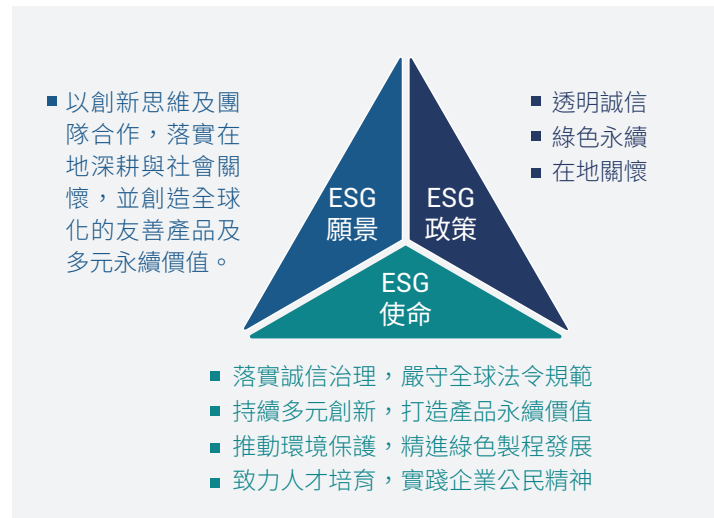 以創新思維及團
隊合作，落實在
地深耕與社會關
懷，並創造全球
化的友善產品及
多元永續價值。
透明誠信
綠色永續
在地關懷
ESG
願景
ESG
政策
ESG
使命
落實誠信治理，嚴守全球法令規範
持續多元創新，打造產品永續價值
推動環境保護，精進綠色製程發展
致力人才培育，實踐企業公民精神